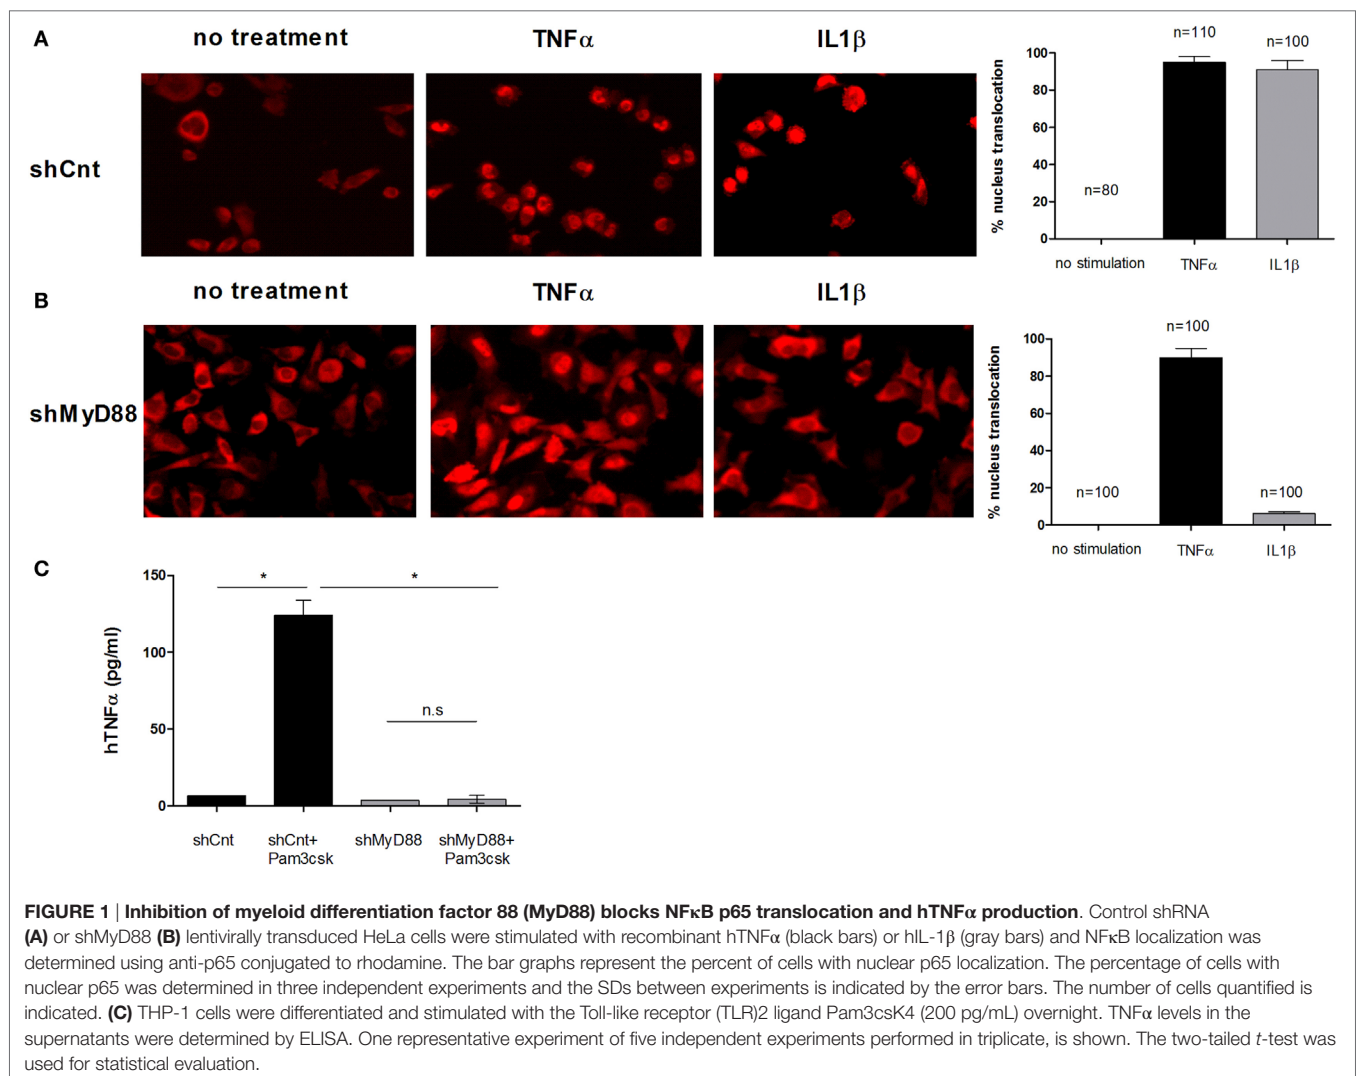 A
no treatment
TNFα
IL1β
shCnt
% nucleus translocation
100
80
60
40
20
0
n=80
n=110
n=100
no stimulation
TNFα
IL1β
B
no treatment
TNFα
IL1β
shMyD88
% nucleus translocation
100
80
60
40
20
0
n=100
n=100
n=100
no stimulation
TNFα
IL1β
C
hTNFα (pg/ml)
150
100
50
0
*
*
n.s
shCnt
shCnt+
Pam3csk
shMyD88
shMyD88+
Pam3csk
FIGURE 1 | Inhibition of myeloid differentiation factor 88 (MyD88) blocks NFκB p65 translocation and hTNFα production. Control shRNA
(A) or shMyD88 (B) lentivirally transduced HeLa cells were stimulated with recombinant hTNFα (black bars) or hIL-1β (gray bars) and NFκB localization was
determined using anti-p65 conjugated to rhodamine. The bar graphs represent the percent of cells with nuclear p65 localization. The percentage of cells with
nuclear p65 was determined in three independent experiments and the SDs between experiments is indicated by the error bars. The number of cells quantified is
indicated. (C) THP-1 cells were differentiated and stimulated with the Toll-like receptor (TLR)2 ligand Pam3csK4 (200 pg/mL) overnight. TNFα levels in the
supernatants were determined by ELISA. One representative experiment of five independent experiments performed in triplicate, is shown. The two-tailed t-test was
used for statistical evaluation.